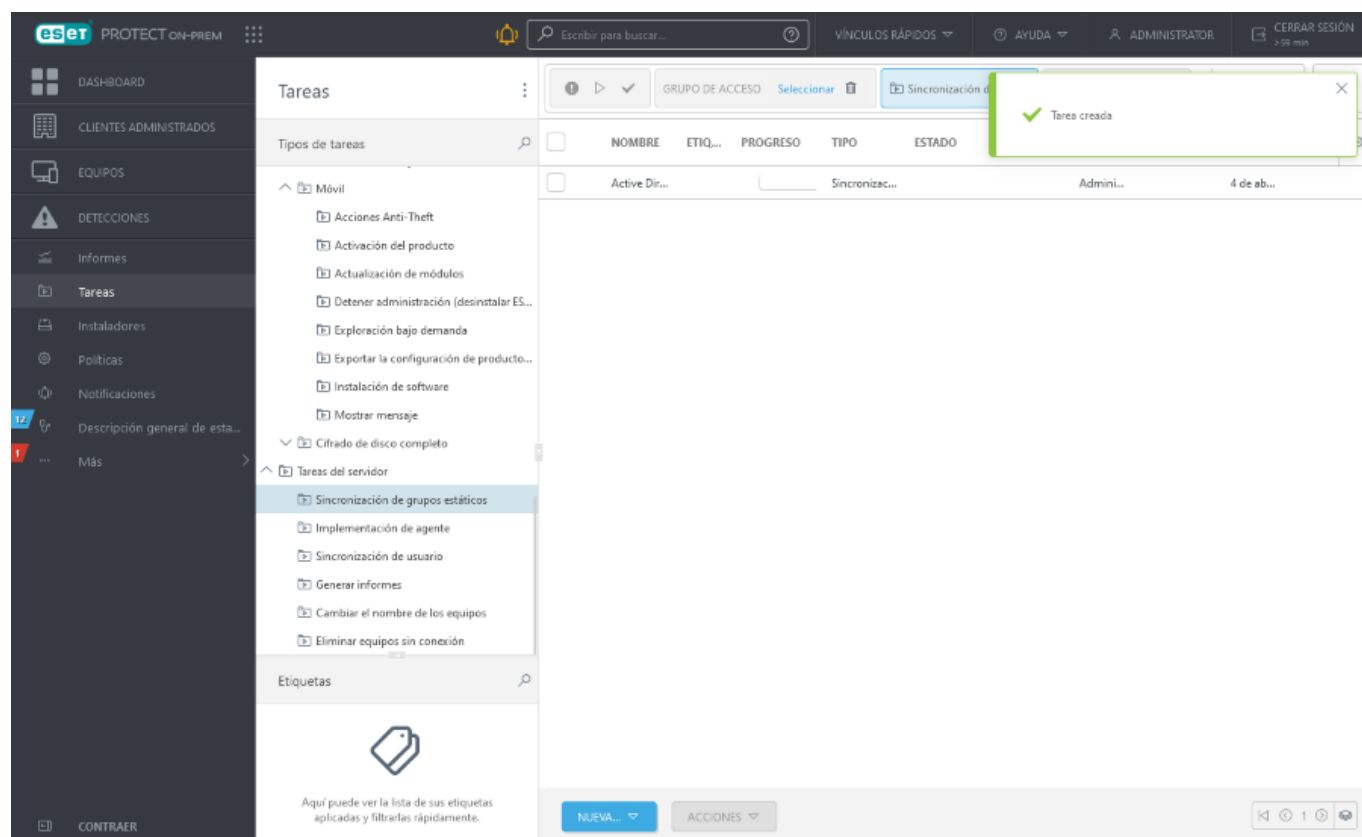 eset PROTECT ON-PREM
Escribir para buscar...
VÍNCULOS RÁPIDOS
AYUDA
ADMINISTRATOR
CERRAR SESIÓN
>59 min
DASHBOARD
CLIENTES ADMINISTRADOS
EQUIPOS
DETECCIONES
Informes
Tareas
Instaladores
Políticas
Notificaciones
12
Descripción general de esta...
1
Más
CONTRAER
Tareas
Tipos de tareas
Móvil
Acciones Anti-Theft
Activación del producto
Actualización de módulos
Detener administración (desinstalar ES...
Exploración bajo demanda
Exportar la configuración de producto...
Instalación de software
Mostrar mensaje
Cifrado de disco completo
Tareas del servidor
Sincronización de grupos estáticos
Implementación de agente
Sincronización de usuario
Generar informes
Cambiar el nombre de los equipos
Eliminar equipos sin conexión
Etiquetas
Aquí puede ver la lista de sus etiquetas
aplicadas y filtrarlas rápidamente.
GRUPO DE ACCESO Seleccionar
Sincronización d
Tarea creada
NOMBRE ETIQ... PROGRESO TIPO ESTADO
Active Dir... Sincronizac... Admini... 4 de ab...
NUEVA... ACCIONES
1